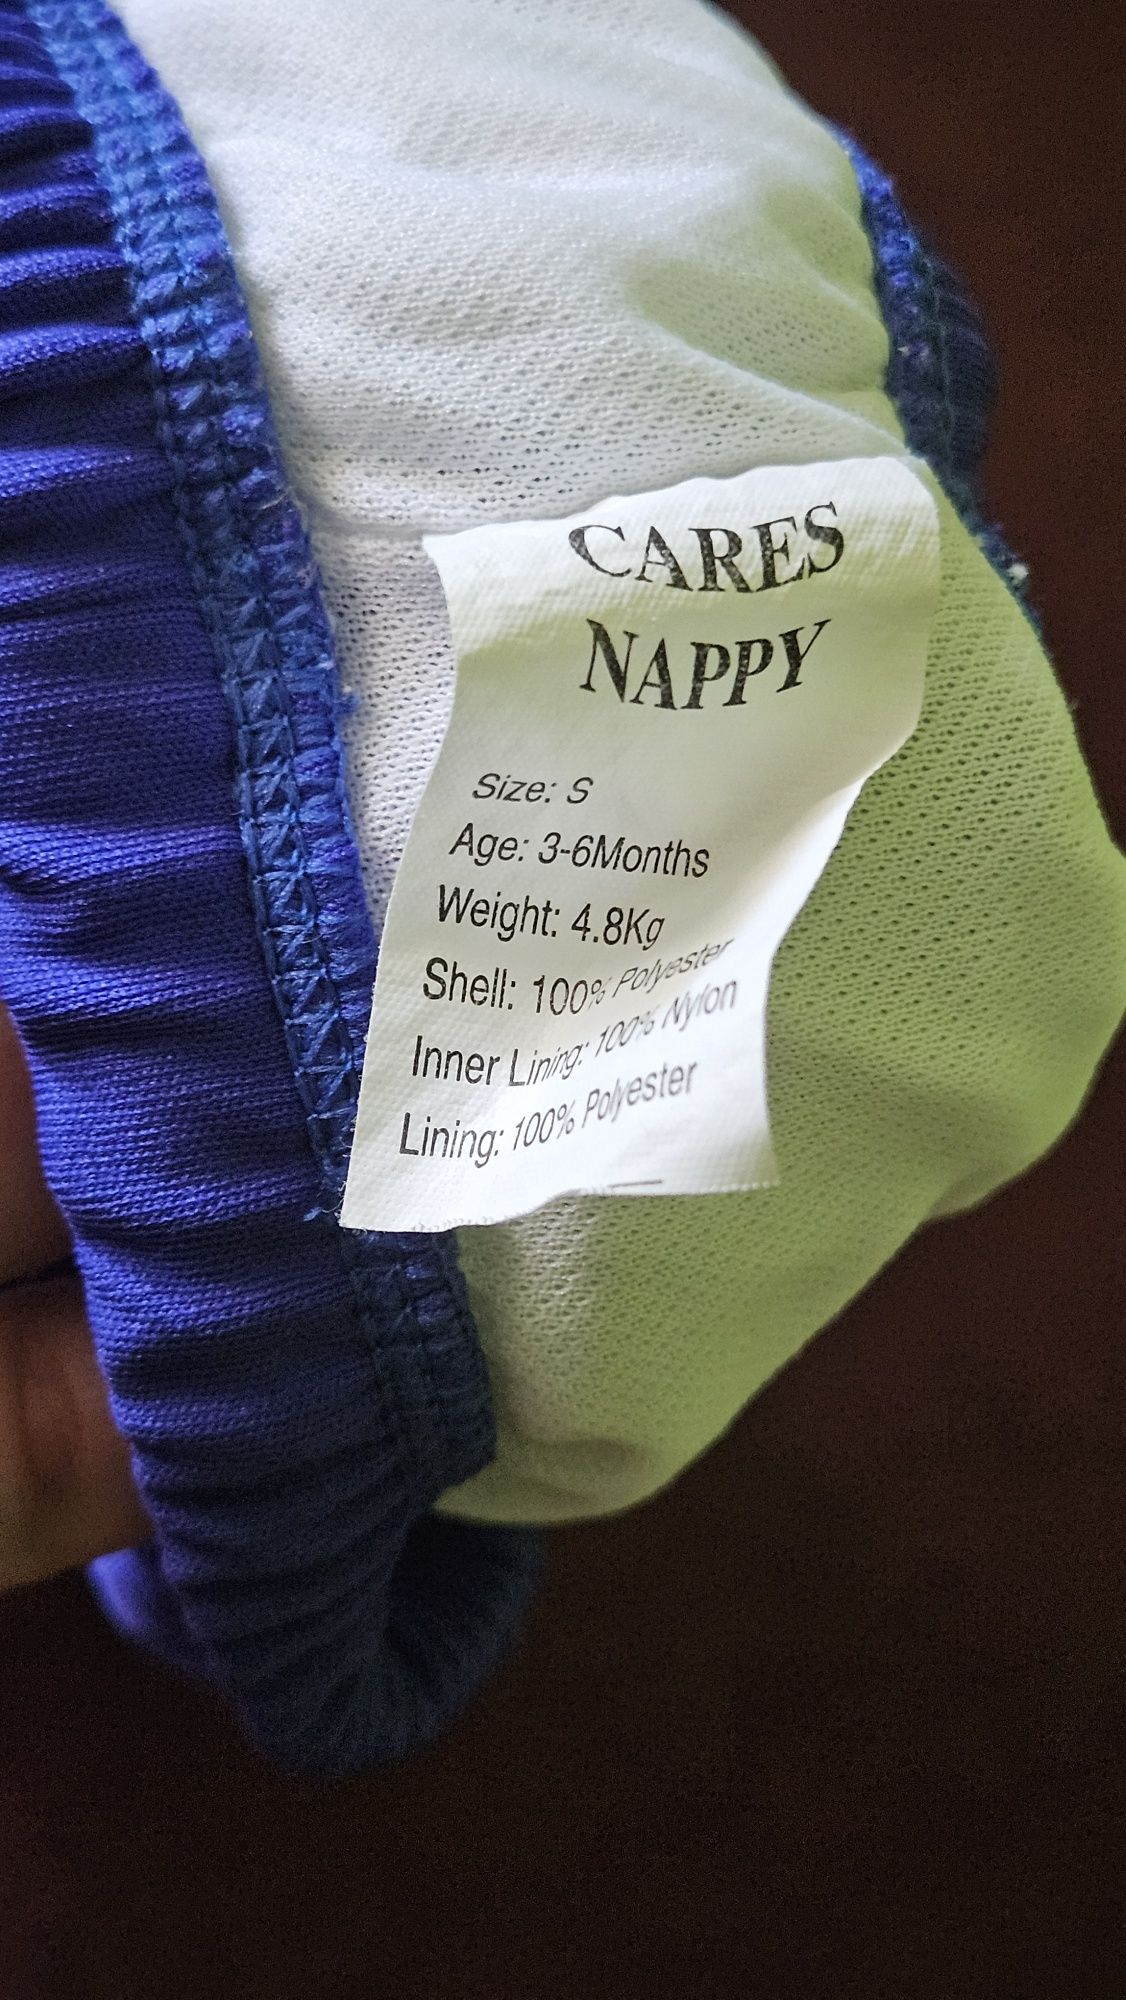 CARES
NAPPY
Size: S
Age: 3-6Months
Weight: 4.8Kg
Shell: 100% Polyester
Inner Lining: 100% Nylon
Lining: 100% Polyester